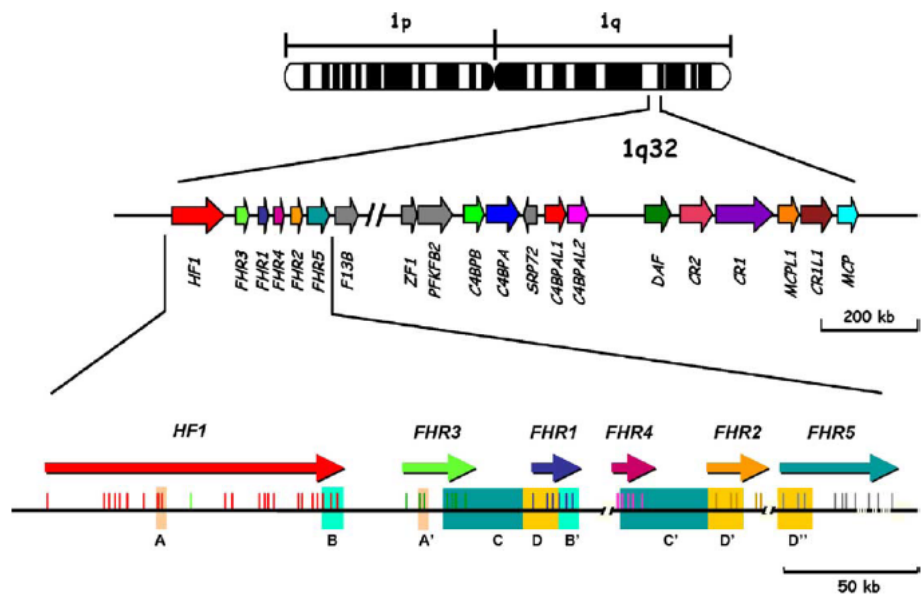 1p 1q
1q32
HF1 FHR3 FHR1 FHR4 FHR2 FHR5 F13B ZF1 PFKFB2 C4BPB C4BPA SRP72 C4BPAL1 C4BPAL2 DAF CR2 CR1 MCPL1 CR1L1 MCP
200 kb
HF1 FHR3 FHR1 FHR4 FHR2 FHR5
A B A' C D B' C' D' D''
50 kb